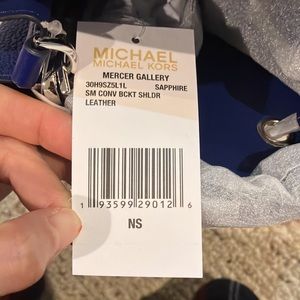 MICHAEL
MICHAEL KORS
MERCER GALLERY
30H9SZ5L1L SAPPHIRE
SM CONV BCKT SHLDR
LEATHER
1 93599 29012 6
NS